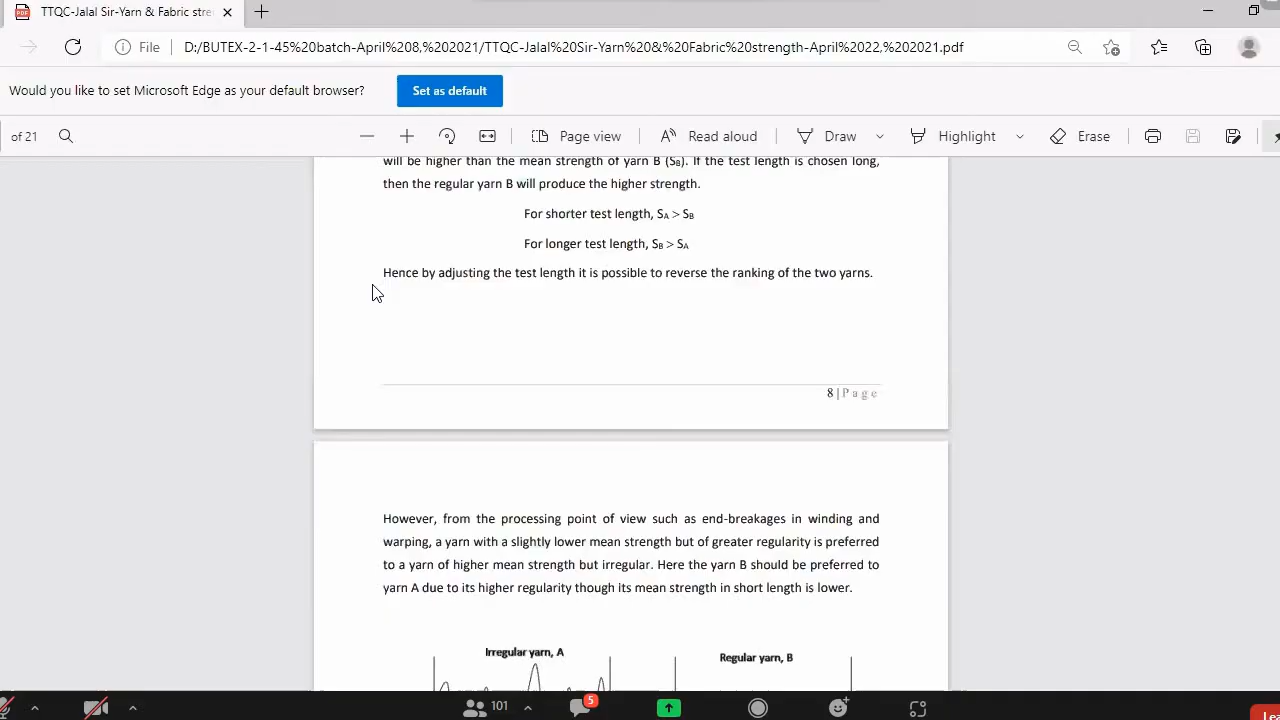 TTQC-Jalal Sir-Yarn & Fabric stre
File D:/BUTEX-2-1-45%20batch-April%208,%202021/TTQC-Jalal%20Sir-Yarn%20&%20Fabric%20strength-April%2022,%202021.pdf
Would you like to set Microsoft Edge as your default browser? Set as default
of 21 Page view Read aloud Draw Highlight Erase
will be higher than the mean strength of yarn B (SB). If the test length is chosen long,
then the regular yarn B will produce the higher strength.
For shorter test length, SA > SB
For longer test length, SB > SA
Hence by adjusting the test length it is possible to reverse the ranking of the two yarns.
8 | Page
However, from the processing point of view such as end-breakages in winding and
warping, a yarn with a slightly lower mean strength but of greater regularity is preferred
to a yarn of higher mean strength but irregular. Here the yarn B should be preferred to
yarn A due to its higher regularity though its mean strength in short length is lower.
Irregular yarn, A
Regular yarn, B
101 5